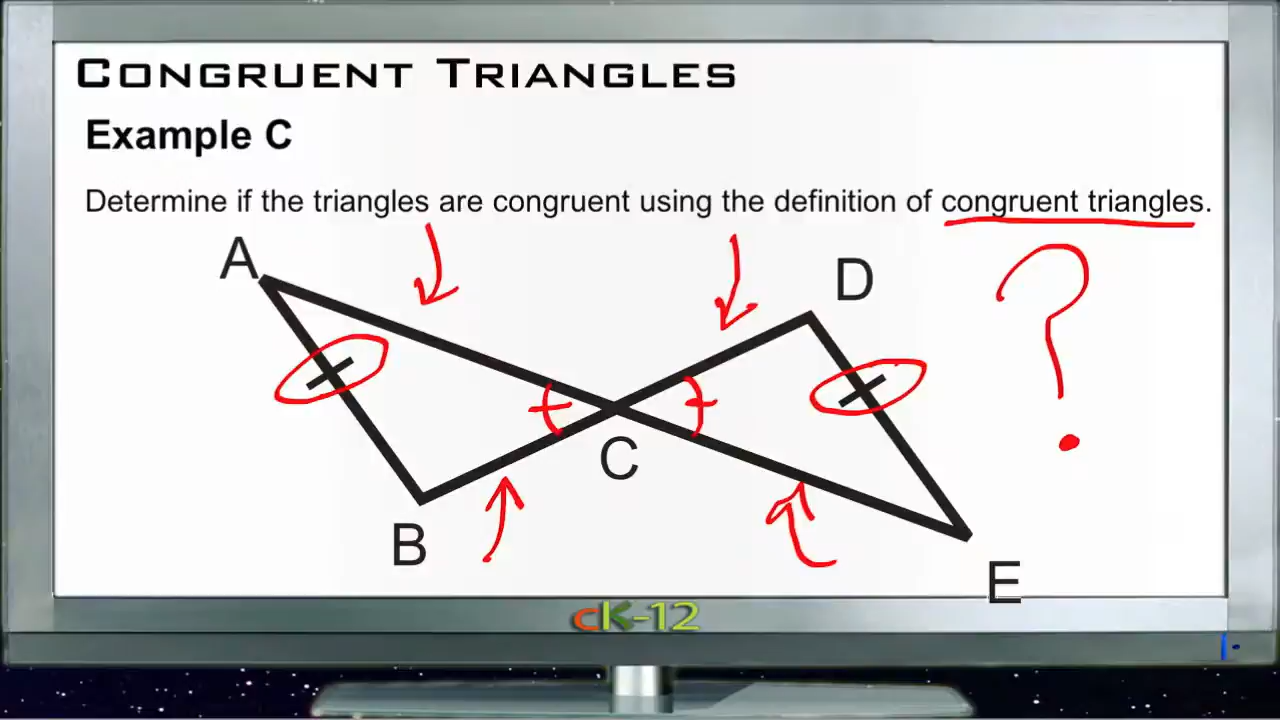 CONGRUENT TRIANGLES
Example C
Determine if the triangles are congruent using the definition of congruent triangles.
A
D
?
C
B
E
cK-12